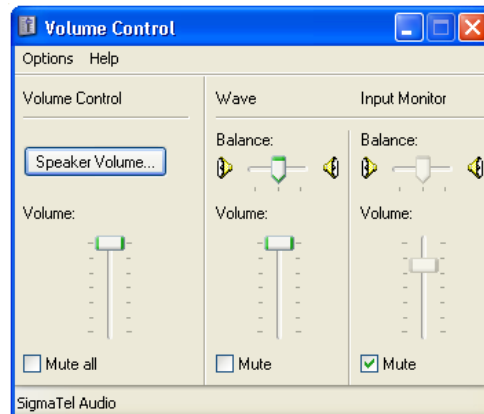 Volume Control
Options Help
Volume Control
Wave
Input Monitor
Speaker Volume...
Balance:
Balance:
Volume:
Volume:
Volume:
Mute all
Mute
Mute
SigmaTel Audio